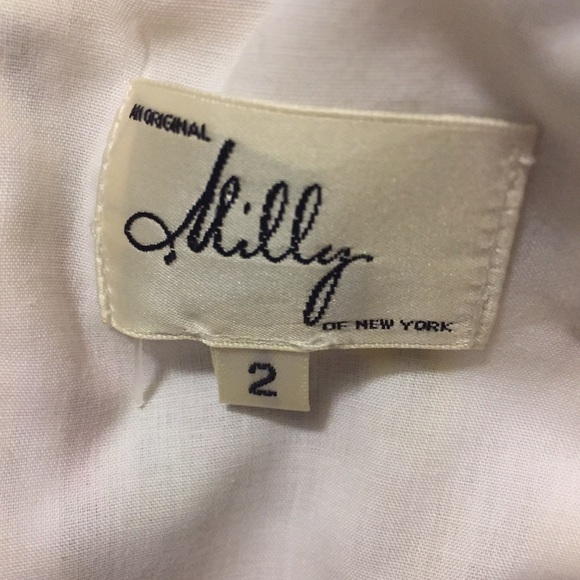 AN ORIGINAL
Milly
OF NEW YORK
2